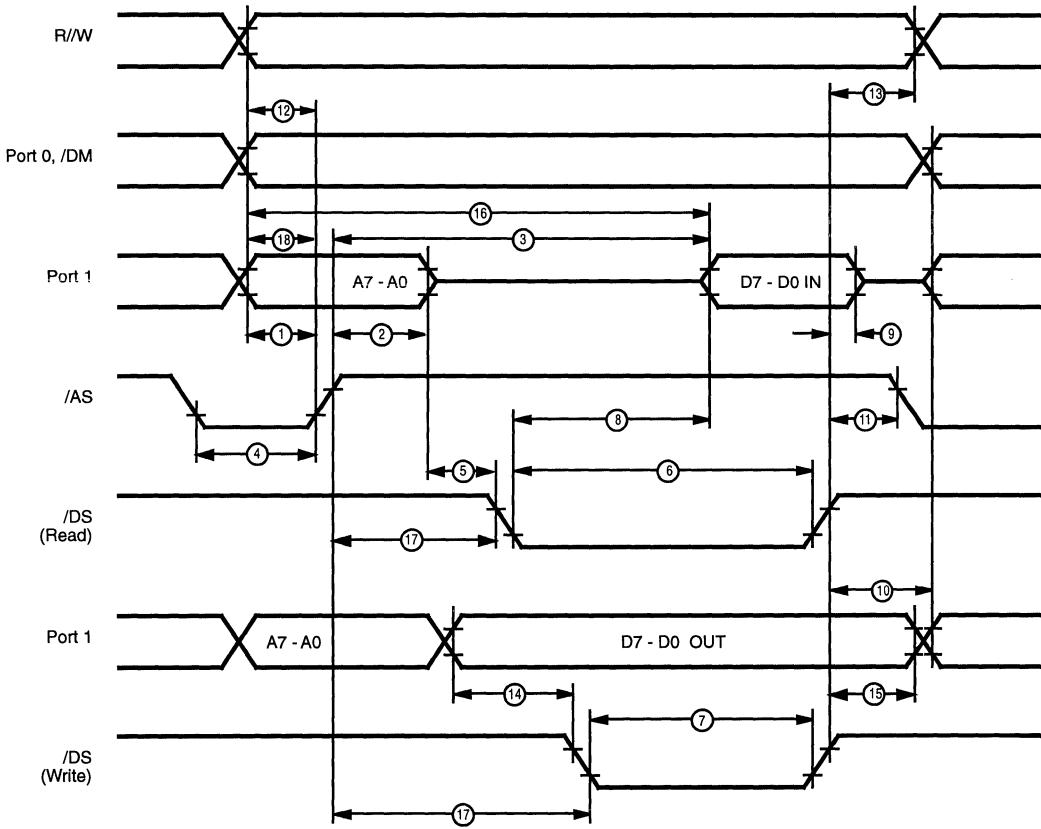 R//W
12
13
Port 0, /DM
16
18
3
Port 1
A7 - A0
D7 - D0 IN
1
2
9
/AS
8
11
4
5
6
/DS
(Read)
17
10
Port 1
A7 - A0
D7 - D0 OUT
14
15
7
/DS
(Write)
17